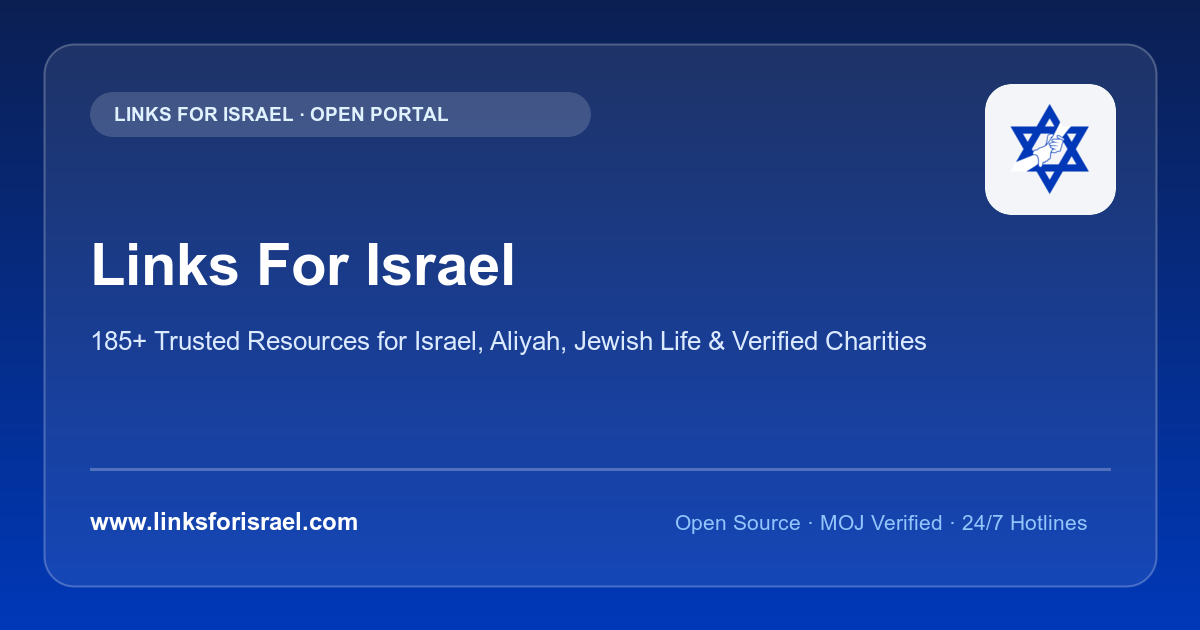 LINKS FOR ISRAEL · OPEN PORTAL
Links For Israel
185+ Trusted Resources for Israel, Aliyah, Jewish Life & Verified Charities
www.linksforisrael.com
Open Source · MOJ Verified · 24/7 Hotlines